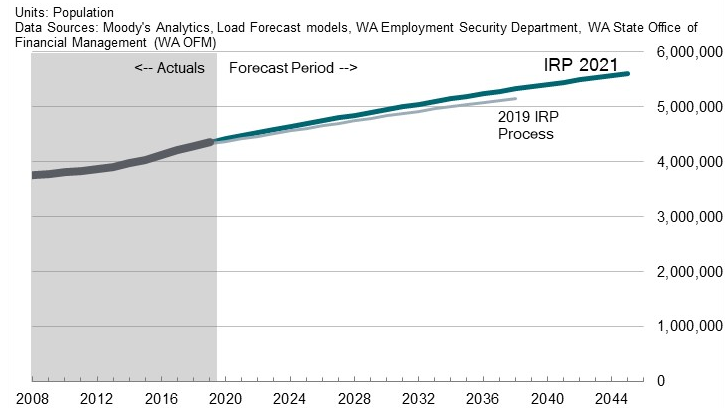 Units: Population
Data Sources: Moody's Analytics, Load Forecast models, WA Employment Security Department, WA State Office of
Financial Management (WA OFM)
6,000,000
<-- Actuals
Forecast Period -->
IRP 2021
5,000,000
2019 IRP
Process
4,000,000
3,000,000
2,000,000
1,000,000
0
2008 2012 2016 2020 2024 2028 2032 2036 2040 2044